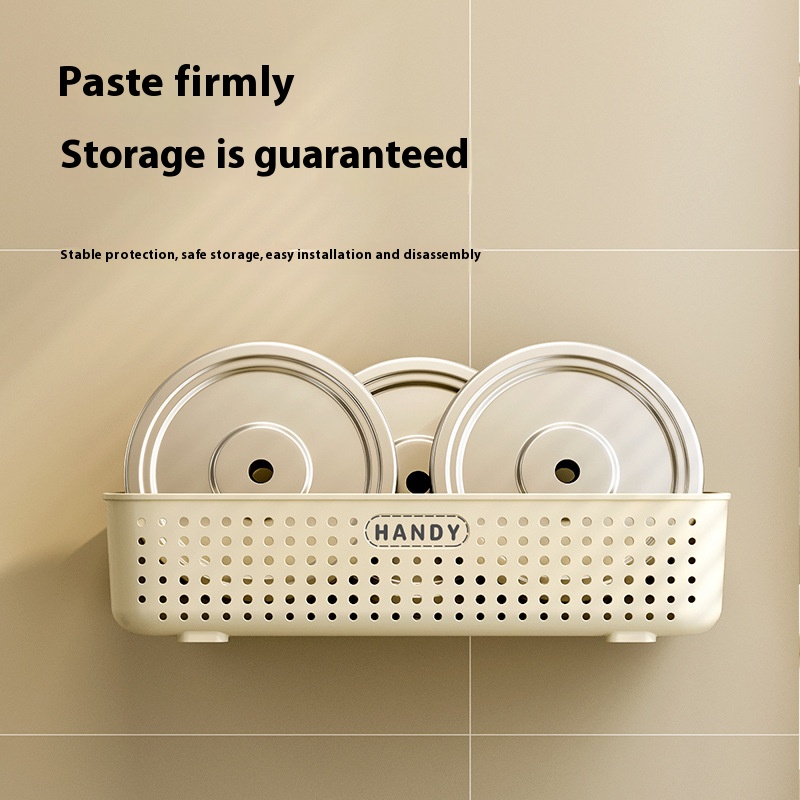 Paste firmly
Storage is guaranteed
Stable protection, safe storage, easy installation and disassembly
HANDY